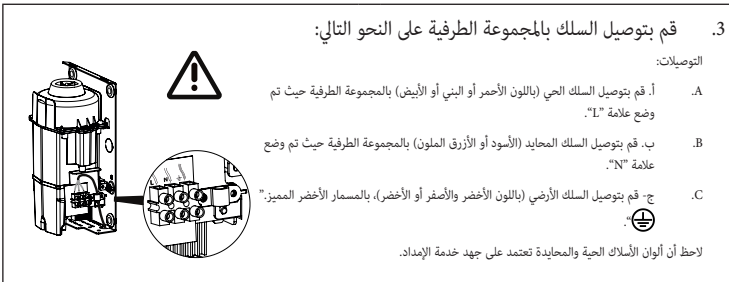 3. قم بتوصيل السلك بالمجموعة الطرفية على النحو التالي:
التوصيلات:
A. أ. قم بتوصيل السلك الحي (باللون الأحمر أو البني أو الأبيض) بالمجموعة الطرفية حيث تم
وضع علامة "L".
B. ب. قم بتوصيل السلك المحايد (الأسود أو الأزرق الملون) بالمجموعة الطرفية حيث تم وضع
علامة "N".
C. ج- قم بتوصيل السلك الأرضي (باللون الأخضر والأصفر أو الأخضر)، بالمسمار الأخضر المميز."
".
لاحظ أن ألوان الأسلاك الحية والمحايدة تعتمد على جهد خدمة الإمداد.